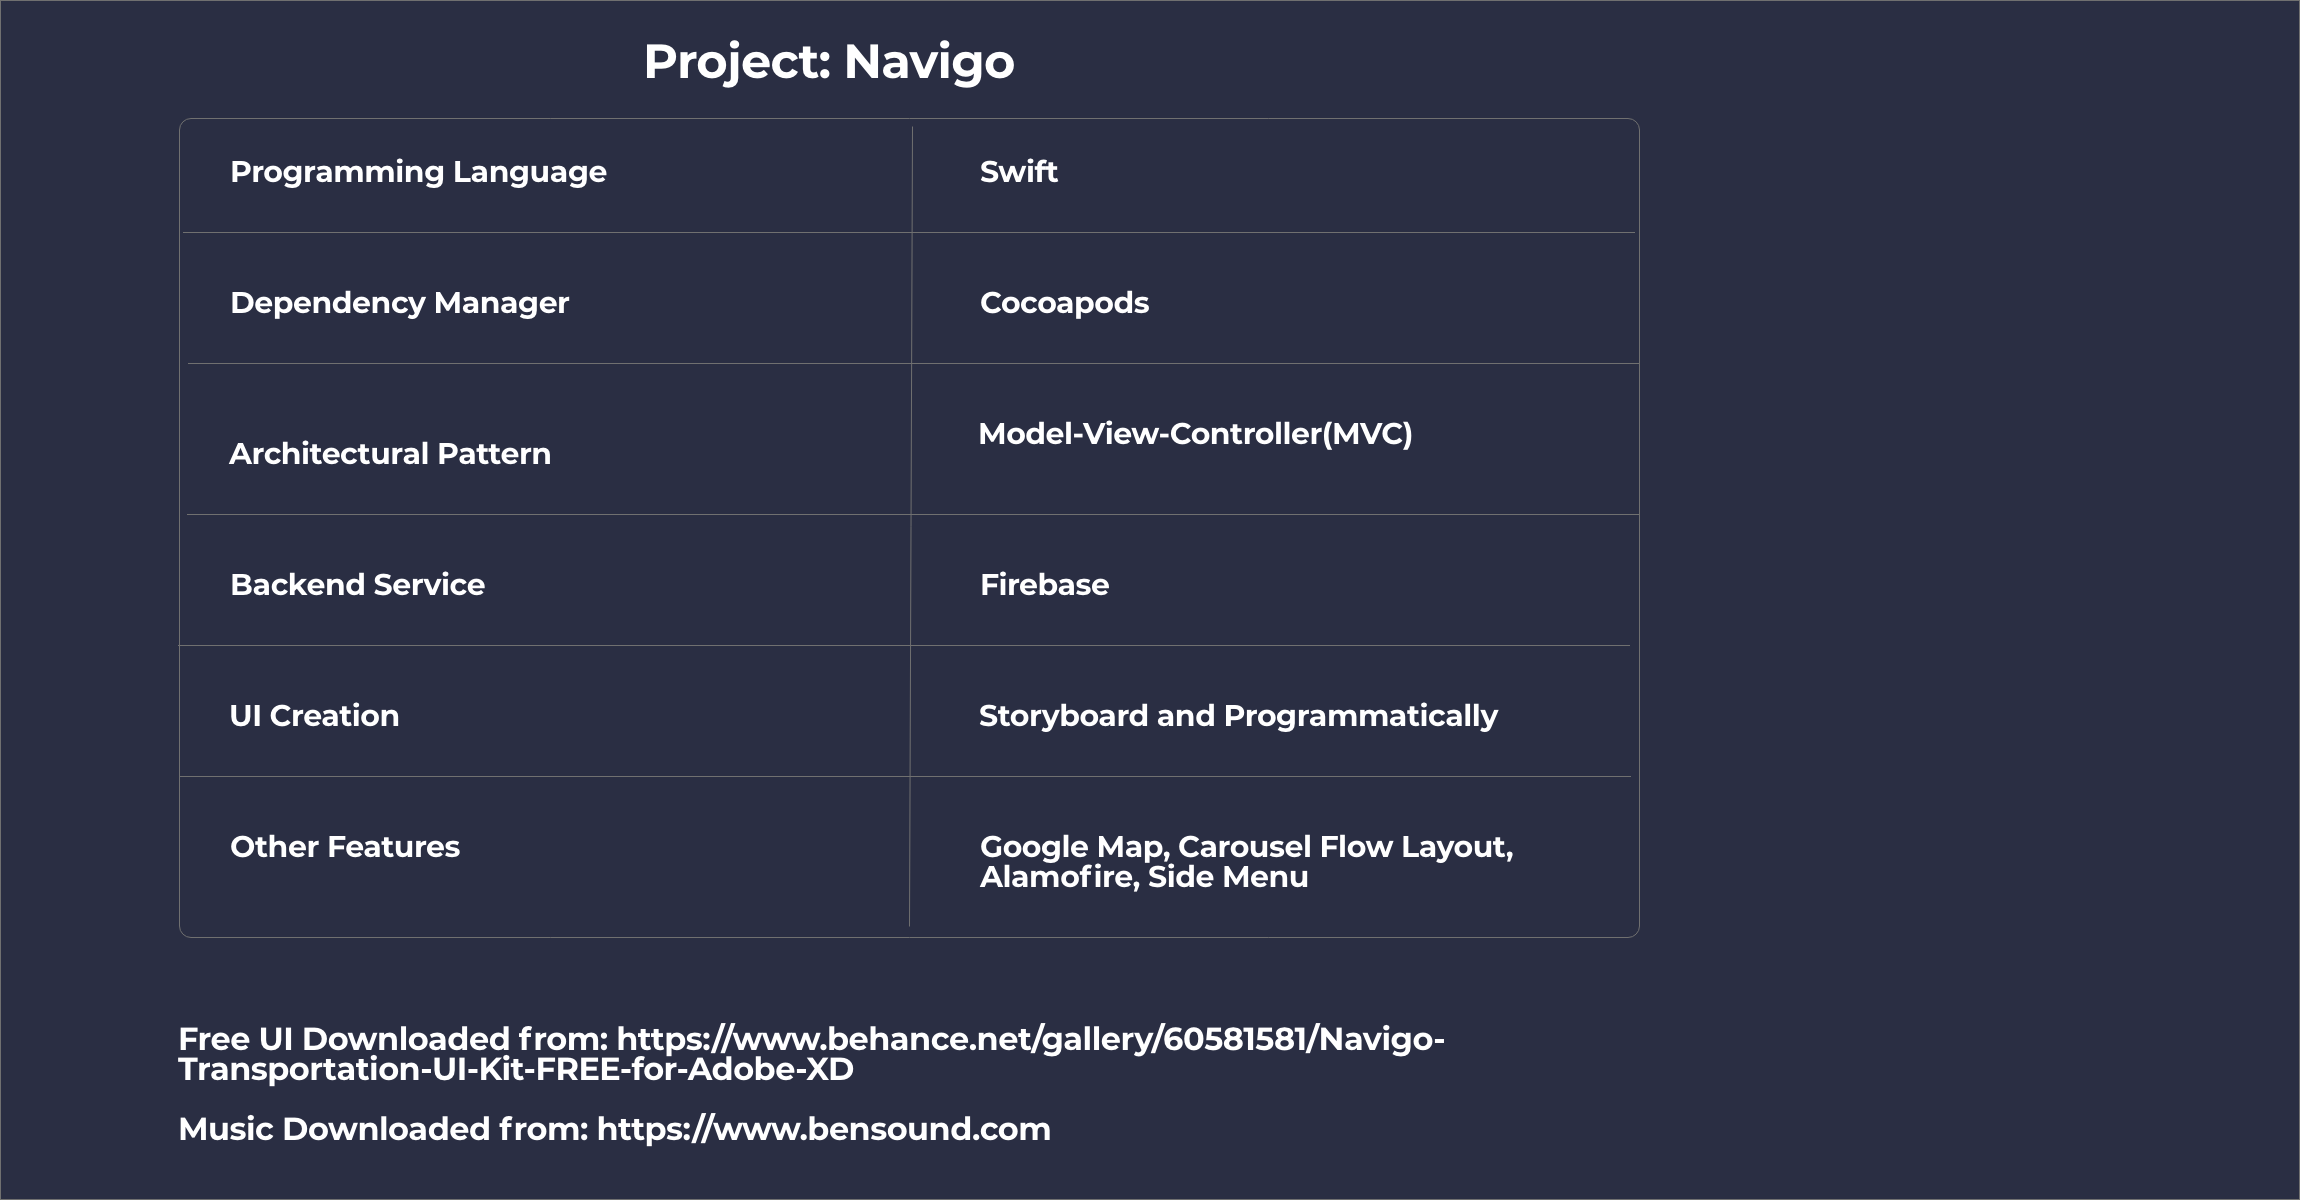 Project: Navigo
Programming Language
Swift
Dependency Manager
Cocoapods
Architectural Pattern
Model-View-Controller(MVC)
Backend Service
Firebase
UI Creation
Storyboard and Programmatically
Other Features
Google Map, Carousel Flow Layout,
Alamofire, Side Menu
Free UI Downloaded from: https://www.behance.net/gallery/60581581/Navigo-
Transportation-UI-Kit-FREE-for-Adobe-XD
Music Downloaded from: https://www.bensound.com